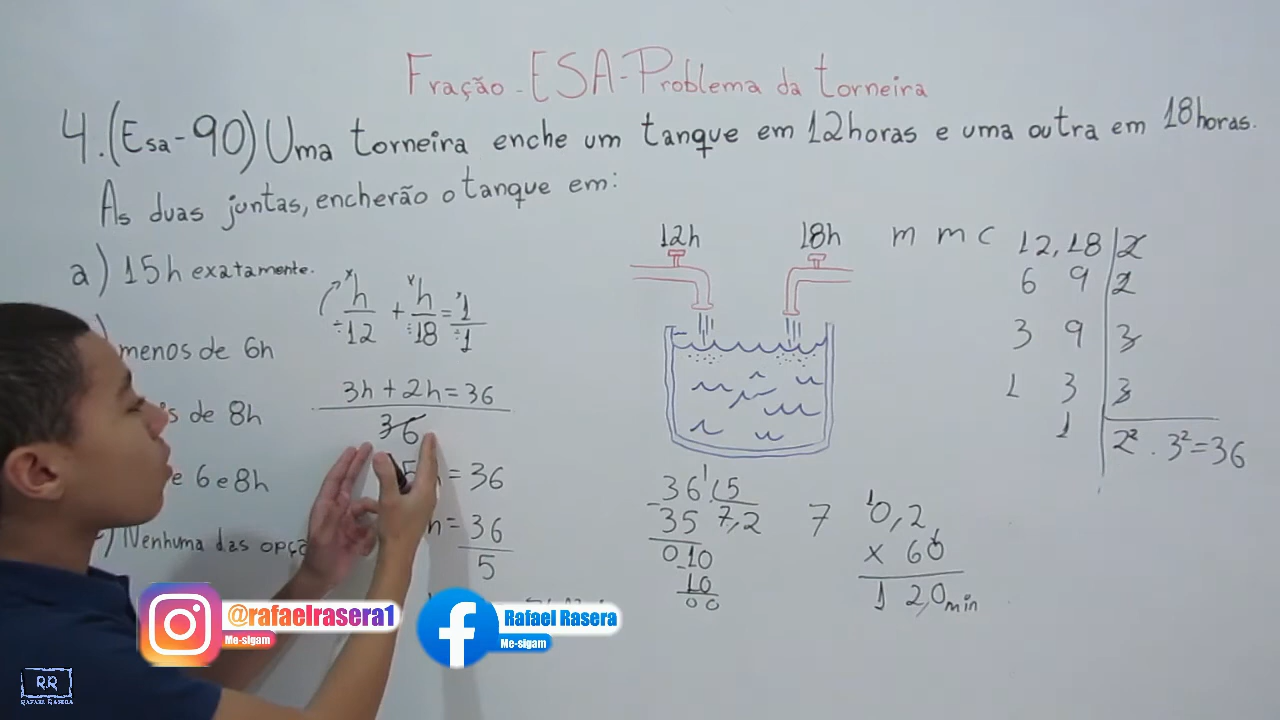 Fração - ESA - Problema da torneira
4. (Esa - 90) Uma torneira enche um tanque em 12 horas e uma outra em 18 horas.
As duas juntas, encherão o tanque em:
a) 15h exatamente.
menos de 6h
de 8h
e 6 e 8h
) Nenhuma das
h/12 + h/18 = 1/1
3h + 2h = 36
36
5h = 36
h = 36/5
12h 18h
36 5
- 35 7,2
0 10
- 10
00
7
1
0,2
x 60
12,0 min
m m c
12, 18 | 2
6 9 | 2
3 9 | 3
1 3 | 3
1 | 2² . 3² = 36
@rafaelrasera1
Me-sigam
Rafael Rasera
Me-sigam
R.R
RAFAEL RASERA